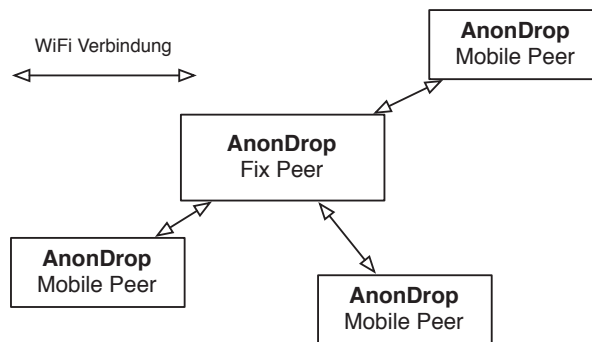 AnonDrop
Mobile Peer
WiFi Verbindung
AnonDrop
Fix Peer
AnonDrop
Mobile Peer
AnonDrop
Mobile Peer